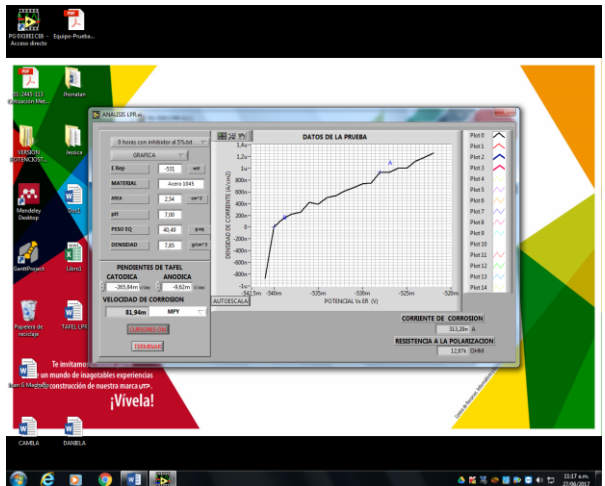 PG 01GRE1CIB -
Acceso directo
Equipo-Prueba...
Jhonatan
VERSION
POTENCIOST...
Jessica
Mendeley
Desktop
Doc1
GanttProject
Libro1
Papelera de
reciclaje
TAFEL LPR
CAMILA
DANIELA
Te invitamos
un mundo de inagotables experiencias
construcción de nuestra marca UTP.
¡Vívela!
ANALISIS LPR.vi
0 horas con inhibidor al 5%.txt
GRAFICA
E Rep
-531
mV
MATERIAL
Acero 1045
AREA
2,54
cm^2
pH
7,00
PESO EQ
40,49
DENSIDAD
7,85
PENDIENTES DE TAFEL
CATODICA
ANODICA
-265,84m
-9,62m
VELOCIDAD DE CORROSION
81,94m
MPY
CURSORES ON
TERMINAR
DATOS DE LA PRUEBA
DENSIDAD DE CORRIENTE (A/cm2)
1,4u
1,2u
1u
800n
600n
400n
200n
0
-200n
-400n
-600n
-800n
-1u
A
-542,5m
-540m
-535m
-530m
-525m
-520m
POTENCIAL Vs ER (V)
AUTOESCALA
Plot 0
Plot 1
Plot 2
Plot 3
Plot 4
Plot 5
Plot 6
Plot 7
Plot 8
Plot 9
Plot 10
Plot 11
Plot 12
Plot 13
Plot 14
CORRIENTE DE CORROSION
313,28n A
RESISTENCIA A LA POLARIZACION
12,87k OHM
11:17 a.m.
27/06/2017